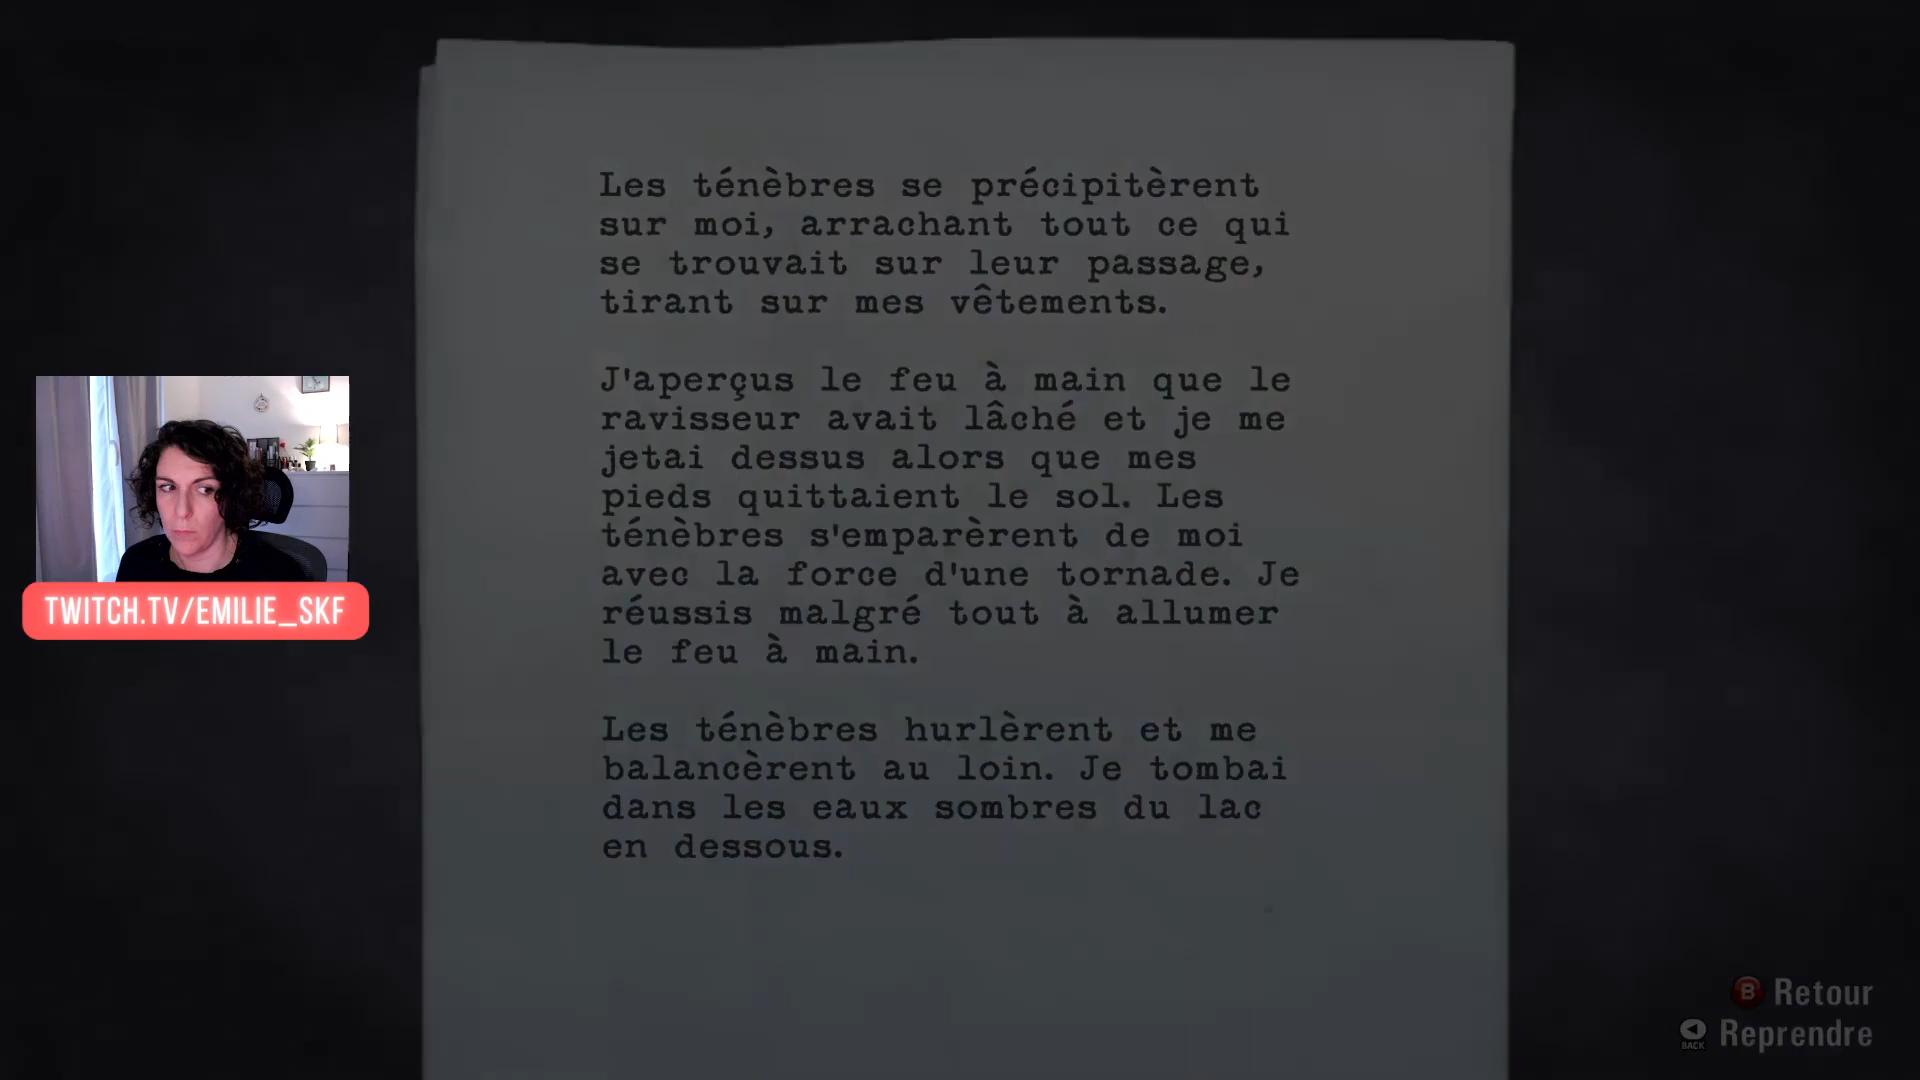 Les ténèbres se précipitèrent
sur moi, arrachant tout ce qui
se trouvait sur leur passage,
tirant sur mes vêtements.
J'aperçus le feu à main que le
ravisseur avait lâché et je me
jetai dessus alors que mes
pieds quittaient le sol. Les
ténèbres s'emparèrent de moi
avec la force d'une tornade. Je
réussis malgré tout à allumer
le feu à main.
Les ténèbres hurlèrent et me
balancèrent au loin. Je tombai
dans les eaux sombres du lac
en dessous.
TWITCH.TV/EMILIE_SKF
B Retour
BACK Reprendre